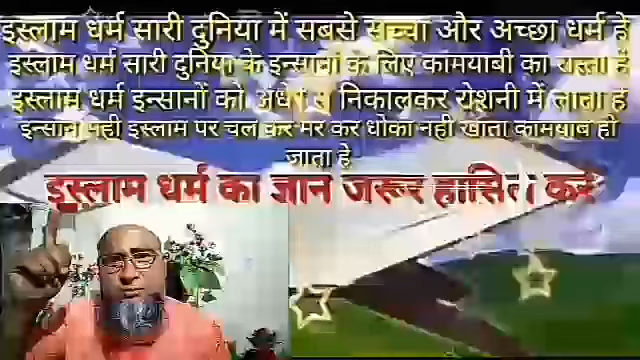 इस्लाम धर्म सारी दुनिया में सबसे सच्चा और अच्छा धर्म है
इस्लाम धर्म सारी दुनिया के इन्सानों के लिए कामयाबी का रास्ता है
इस्लाम धर्म इन्सानों को अंधेरे से निकालकर रोशनी में लाता है
इन्सान सही इस्लाम पर चल कर मर कर धोका नही खाता कामयाब हो
जाता है
इस्लाम धर्म का ज्ञान जरूर हासिल करें